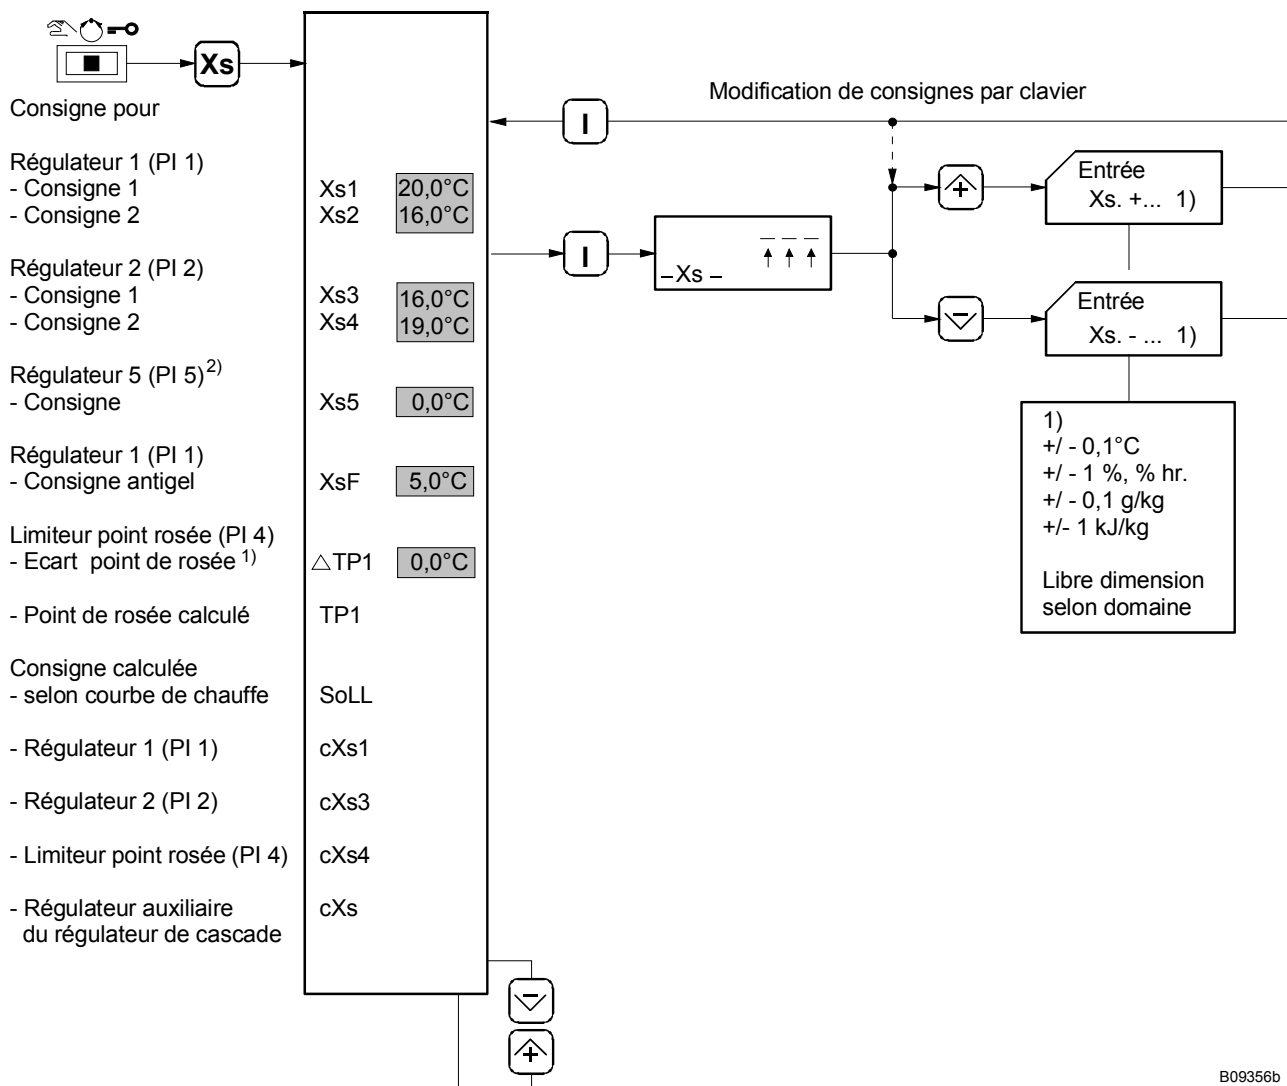 Xs
Consigne pour
Modification de consignes par clavier
I
Régulateur 1 (PI 1)
- Consigne 1 Xs1 20,0°C
- Consigne 2 Xs2 16,0°C
Entrée
Xs. +... 1)
I
–Xs –
Régulateur 2 (PI 2)
- Consigne 1 Xs3 16,0°C
- Consigne 2 Xs4 19,0°C
Entrée
Xs. - ... 1)
Régulateur 5 (PI 5) 2)
- Consigne Xs5 0,0°C
Régulateur 1 (PI 1)
- Consigne antigel XsF 5,0°C
1)
+/ - 0,1°C
+/ - 1 %, % hr.
+/ - 0,1 g/kg
+/- 1 kJ/kg
Libre dimension
selon domaine
Limiteur point rosée (PI 4)
- Ecart point de rosée 1) △TP1 0,0°C
- Point de rosée calculé TP1
Consigne calculée
- selon courbe de chauffe SoLL
- Régulateur 1 (PI 1) cXs1
- Régulateur 2 (PI 2) cXs3
- Limiteur point rosée (PI 4) cXs4
- Régulateur auxiliaire cXs
du régulateur de cascade
B09356b